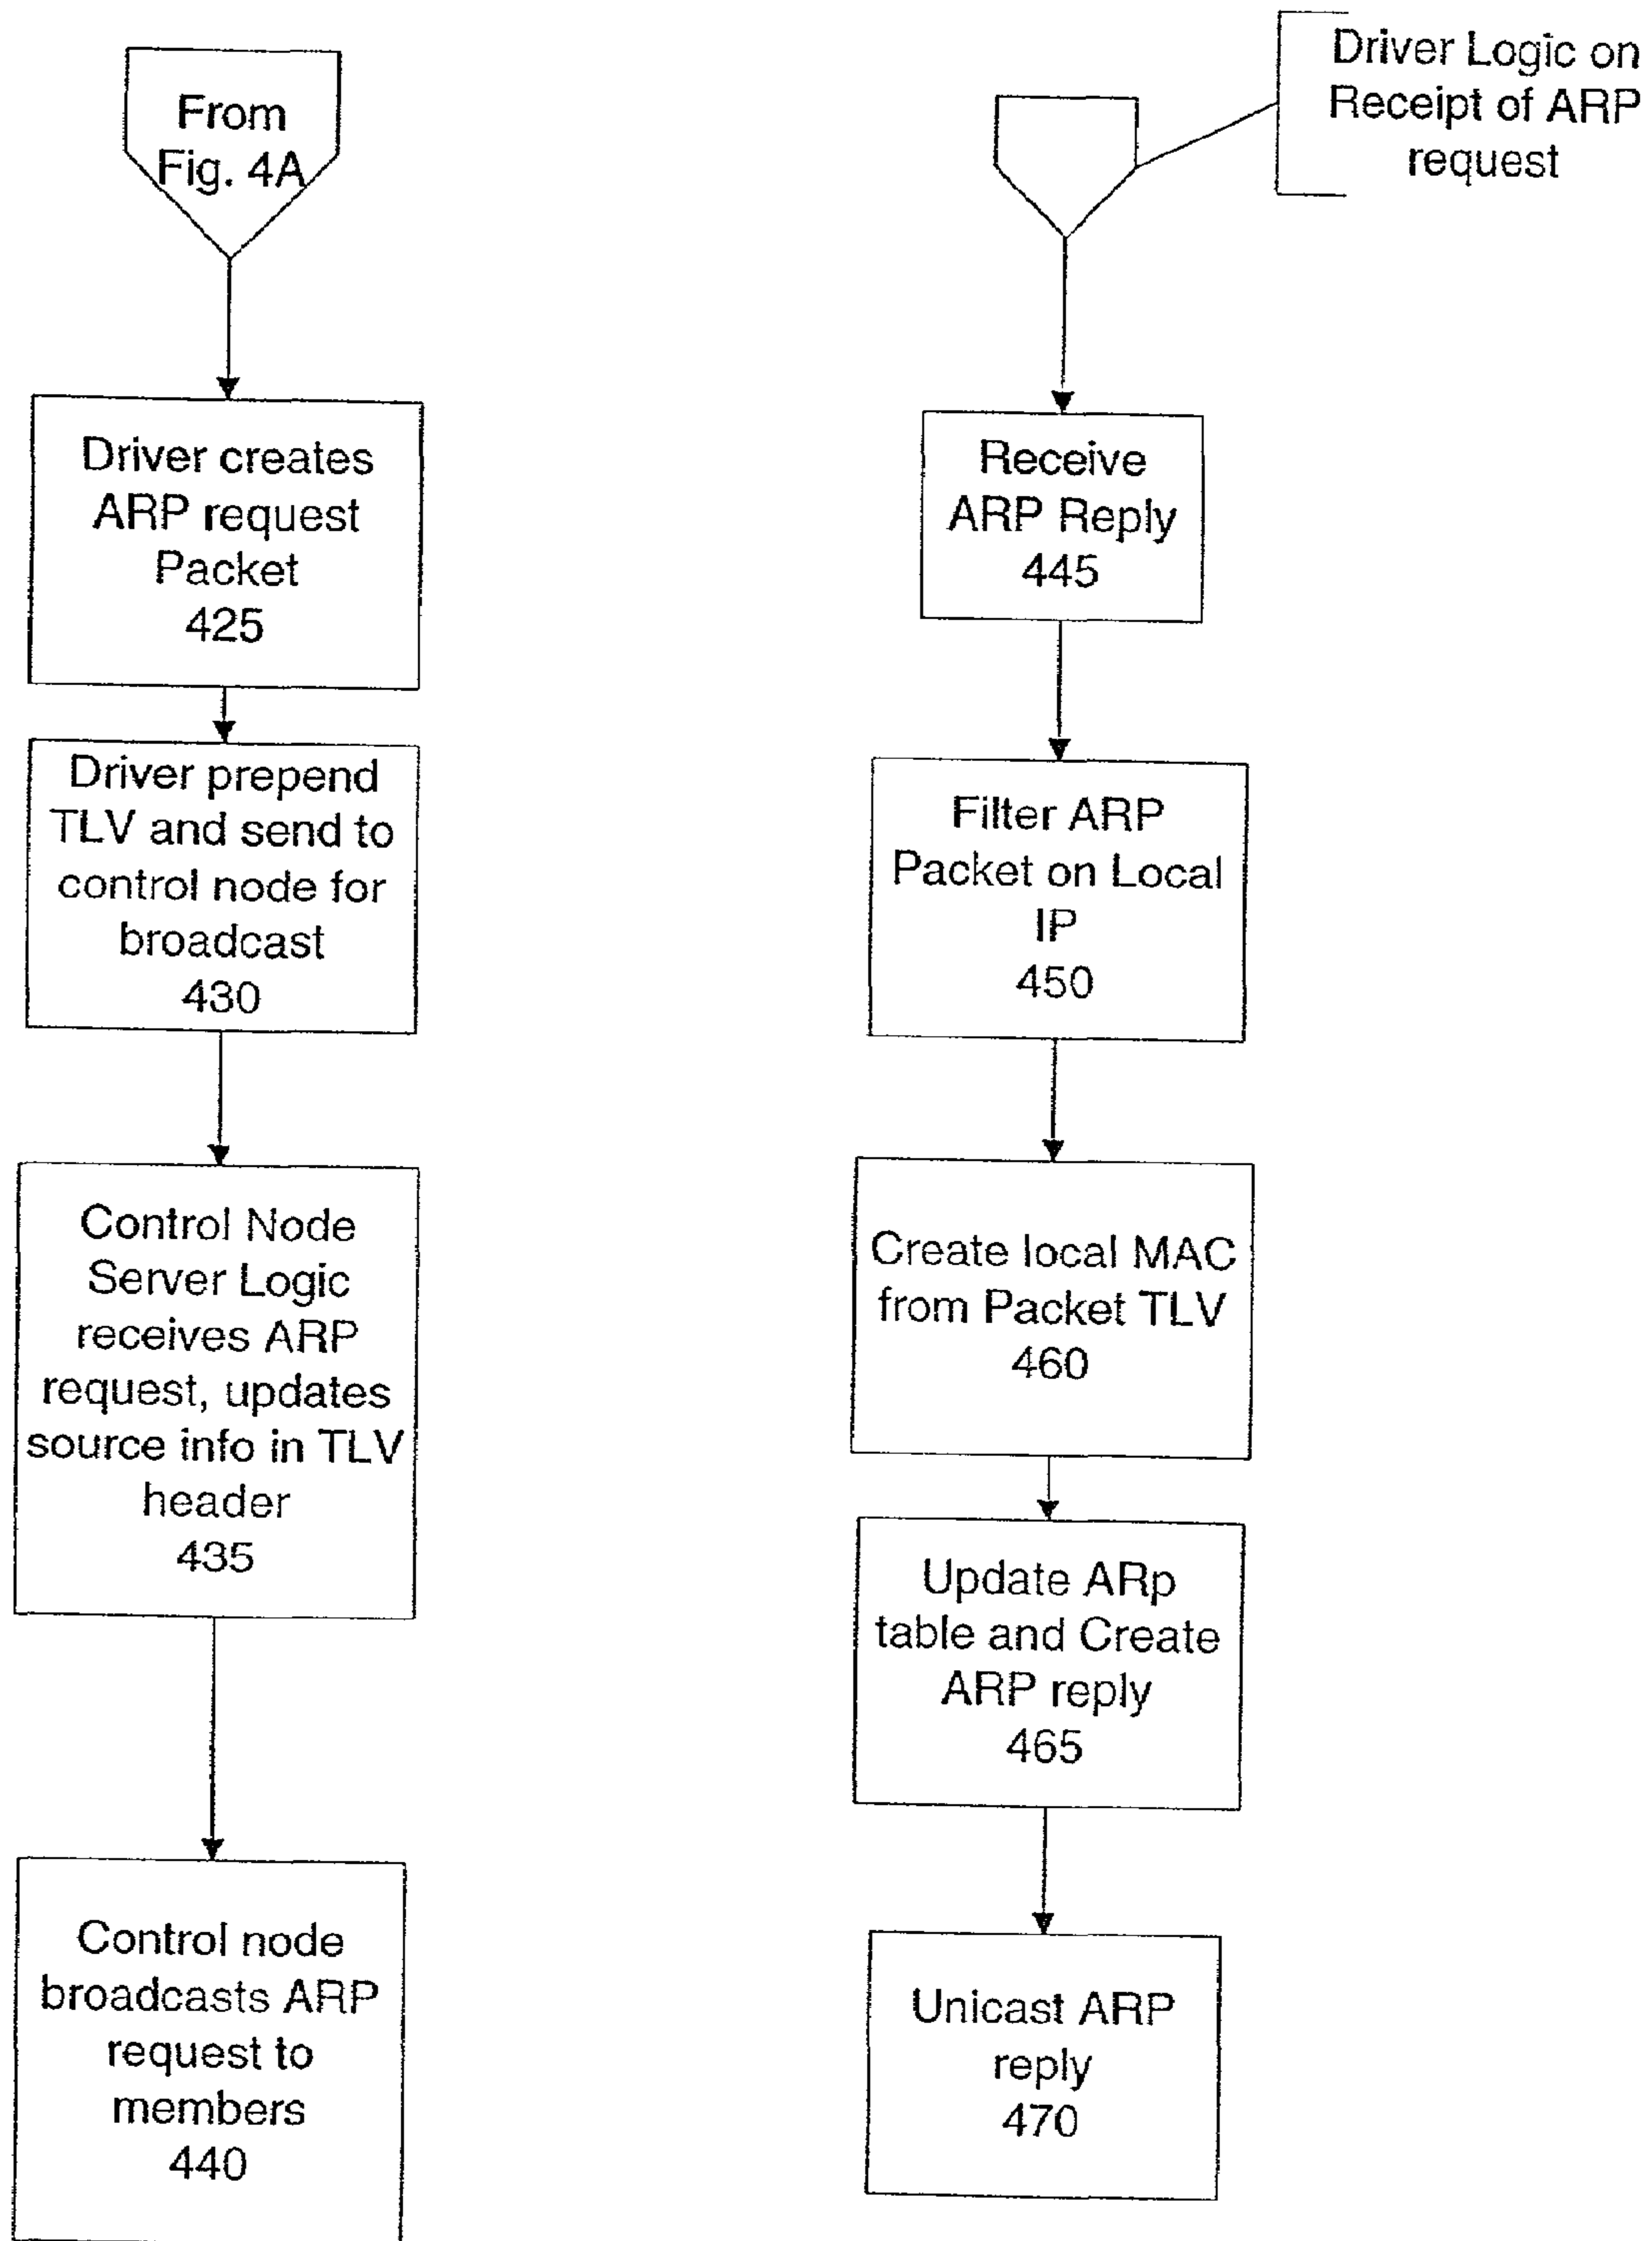 From
Fig. 4A
Driver creates
ARP request
Packet
425
Driver prepend
TLV and send to
control node for
broadcast
430
Control Node
Server Logic
receives ARP
request, updates
source info in TLV
header
435
Control node
broadcasts ARP
request to
members
440
Driver Logic on
Receipt of ARP
request
Receive
ARP Reply
445
Filter ARP
Packet on Local
IP
450
Create local MAC
from Packet TLV
460
Update ARp
table and Create
ARP reply
465
Unicast ARP
reply
470